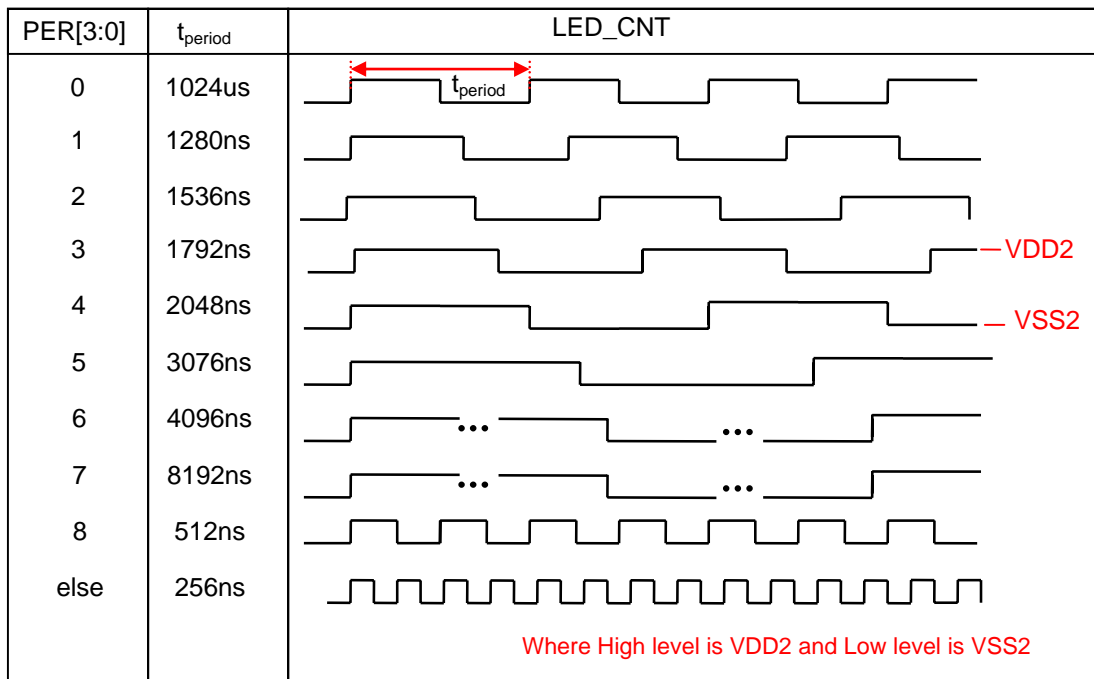 PER[3:0] tperiod LED_CNT
0 1024us tperiod
1 1280ns
2 1536ns
3 1792ns VDD2
4 2048ns VSS2
5 3076ns
6 4096ns ... ...
7 8192ns ... ...
8 512ns
else 256ns
Where High level is VDD2 and Low level is VSS2